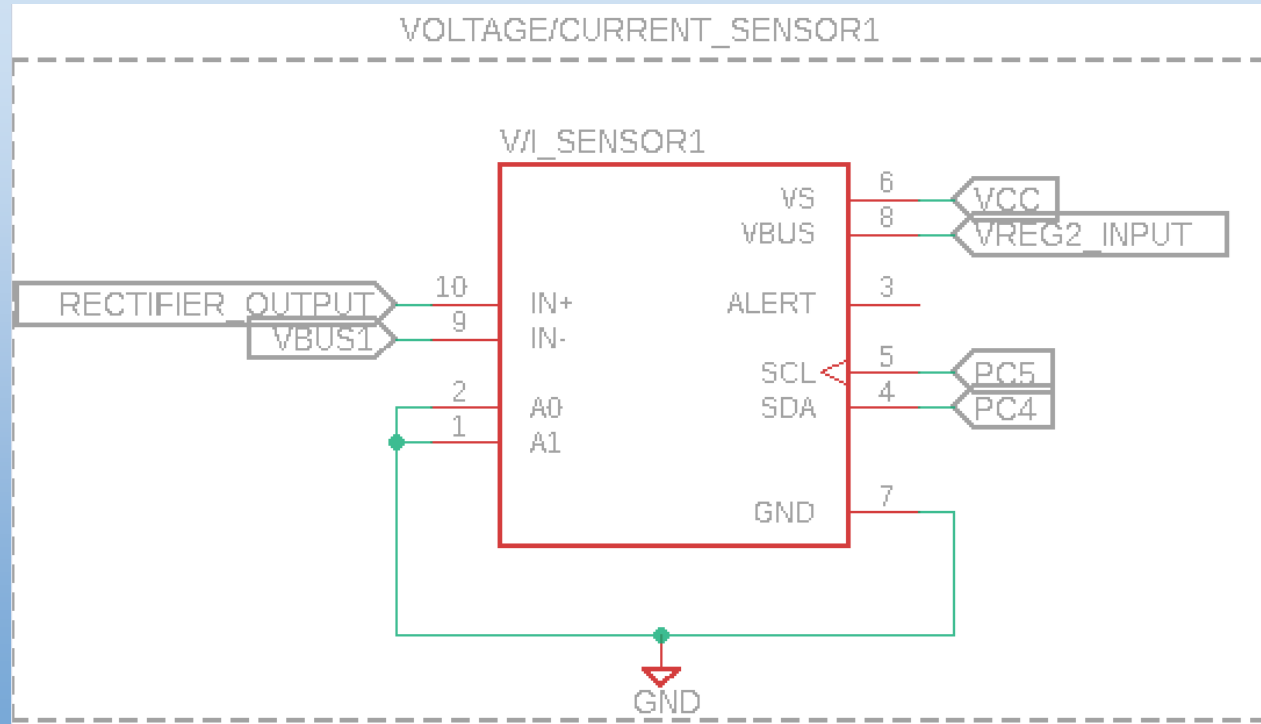 VOLTAGE/CURRENT_SENSOR1
V/I_SENSOR1
VS
6
VCC
VBUS
8
VREG2_INPUT
RECTIFIER_OUTPUT
10
IN+
ALERT
3
VBUS1
9
IN-
SCL
5
PC5
2
A0
SDA
4
PC4
1
A1
GND
7
GND